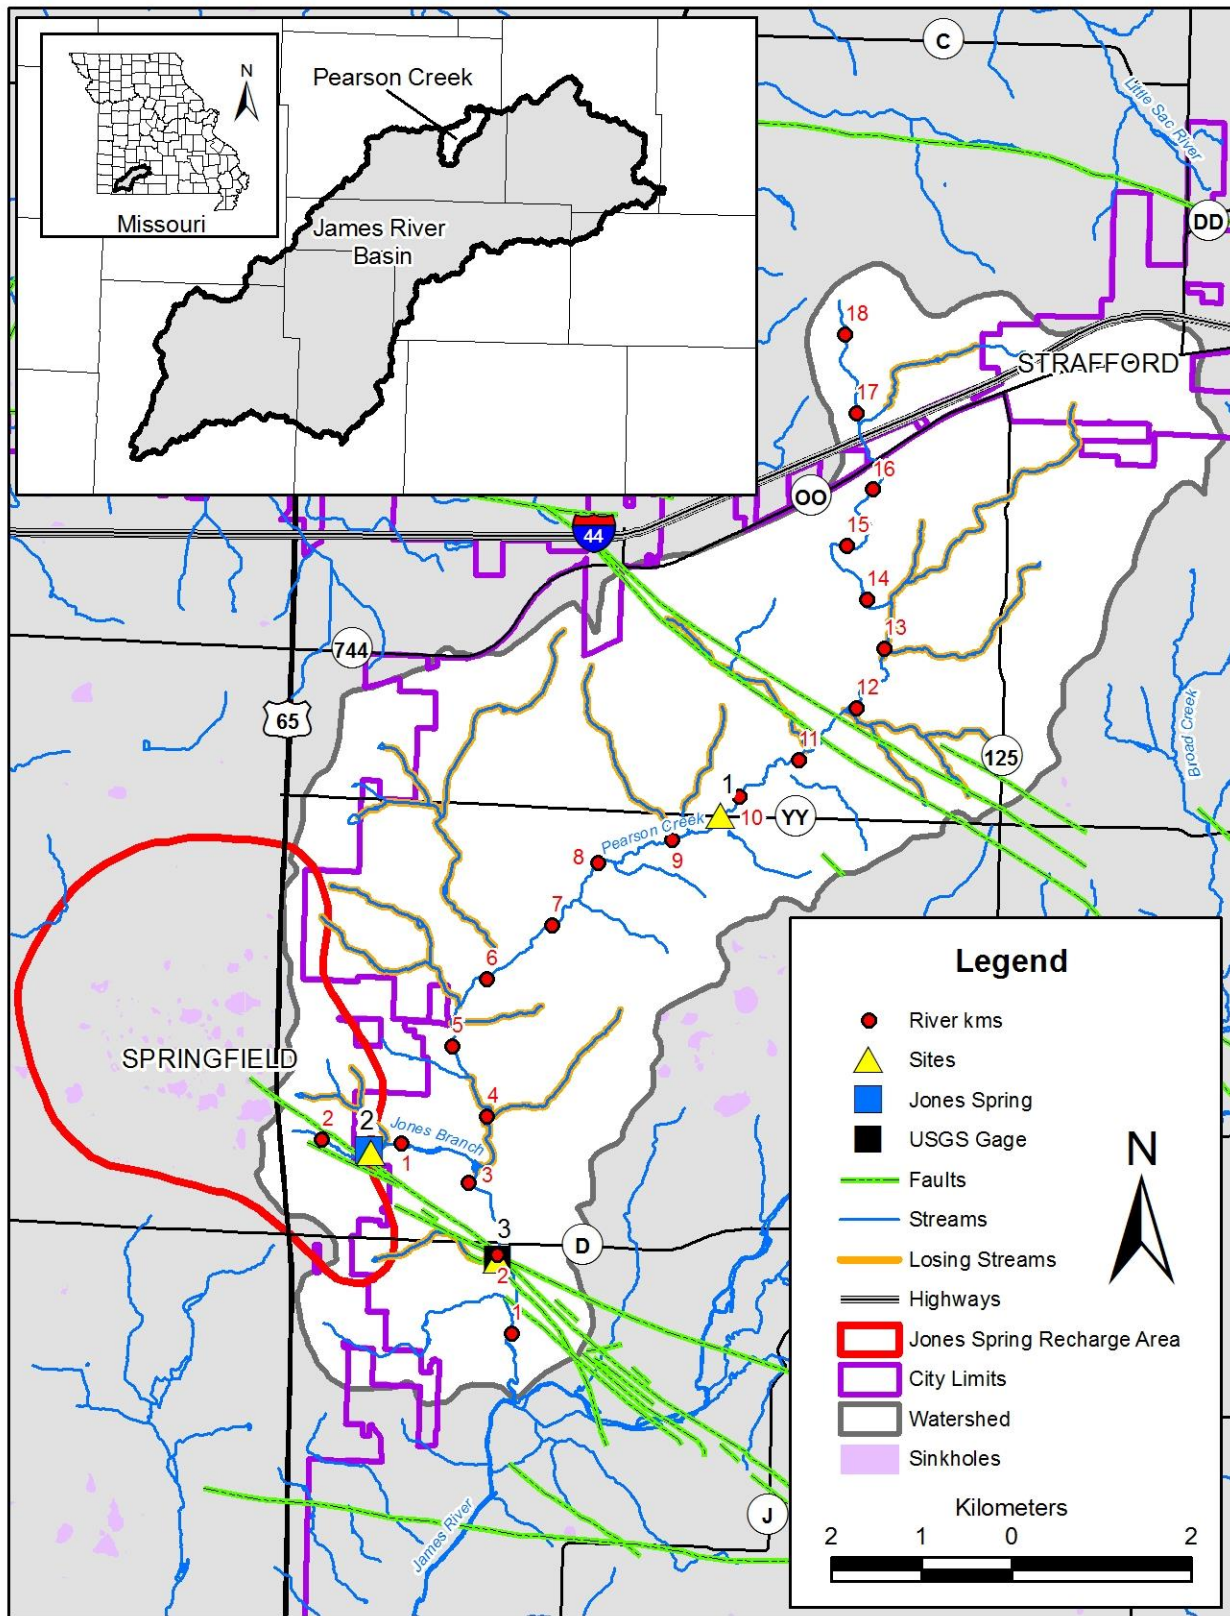 N
Missouri
Pearson Creek
James River
Basin
C
Little Sac River
DD
STRAFFORD
18
17
16
OO
15
44
14
13
744
12
65
Broad Creek
11
125
1
10
YY
Pearson Creek
9
8
7
6
5
SPRINGFIELD
4
2
2
Jones Branch
1
3
3
D
2
1
James River
J
Legend
River kms
Sites
Jones Spring
USGS Gage
Faults
Streams
Losing Streams
Highways
Jones Spring Recharge Area
City Limits
Watershed
Sinkholes
N
Kilometers
2 1 0 2